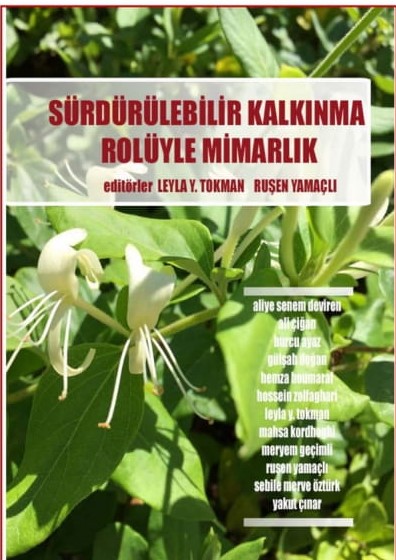 SÜRDÜRÜLEBİLİR KALKINMA
ROLÜYLE MİMARLIK
editörler LEYLA Y. TOKMAN RUŞEN YAMAÇLI
aliye senem deviren
ali çiğan
burcu ayaz
gülşah doğan
hemza boumaraf
hossein zolfaghari
leyla y. tokman
mahsa kordbeghi
meryem geçimli
ruşen yamaçlı
sebile merve öztürk
yakut çınar